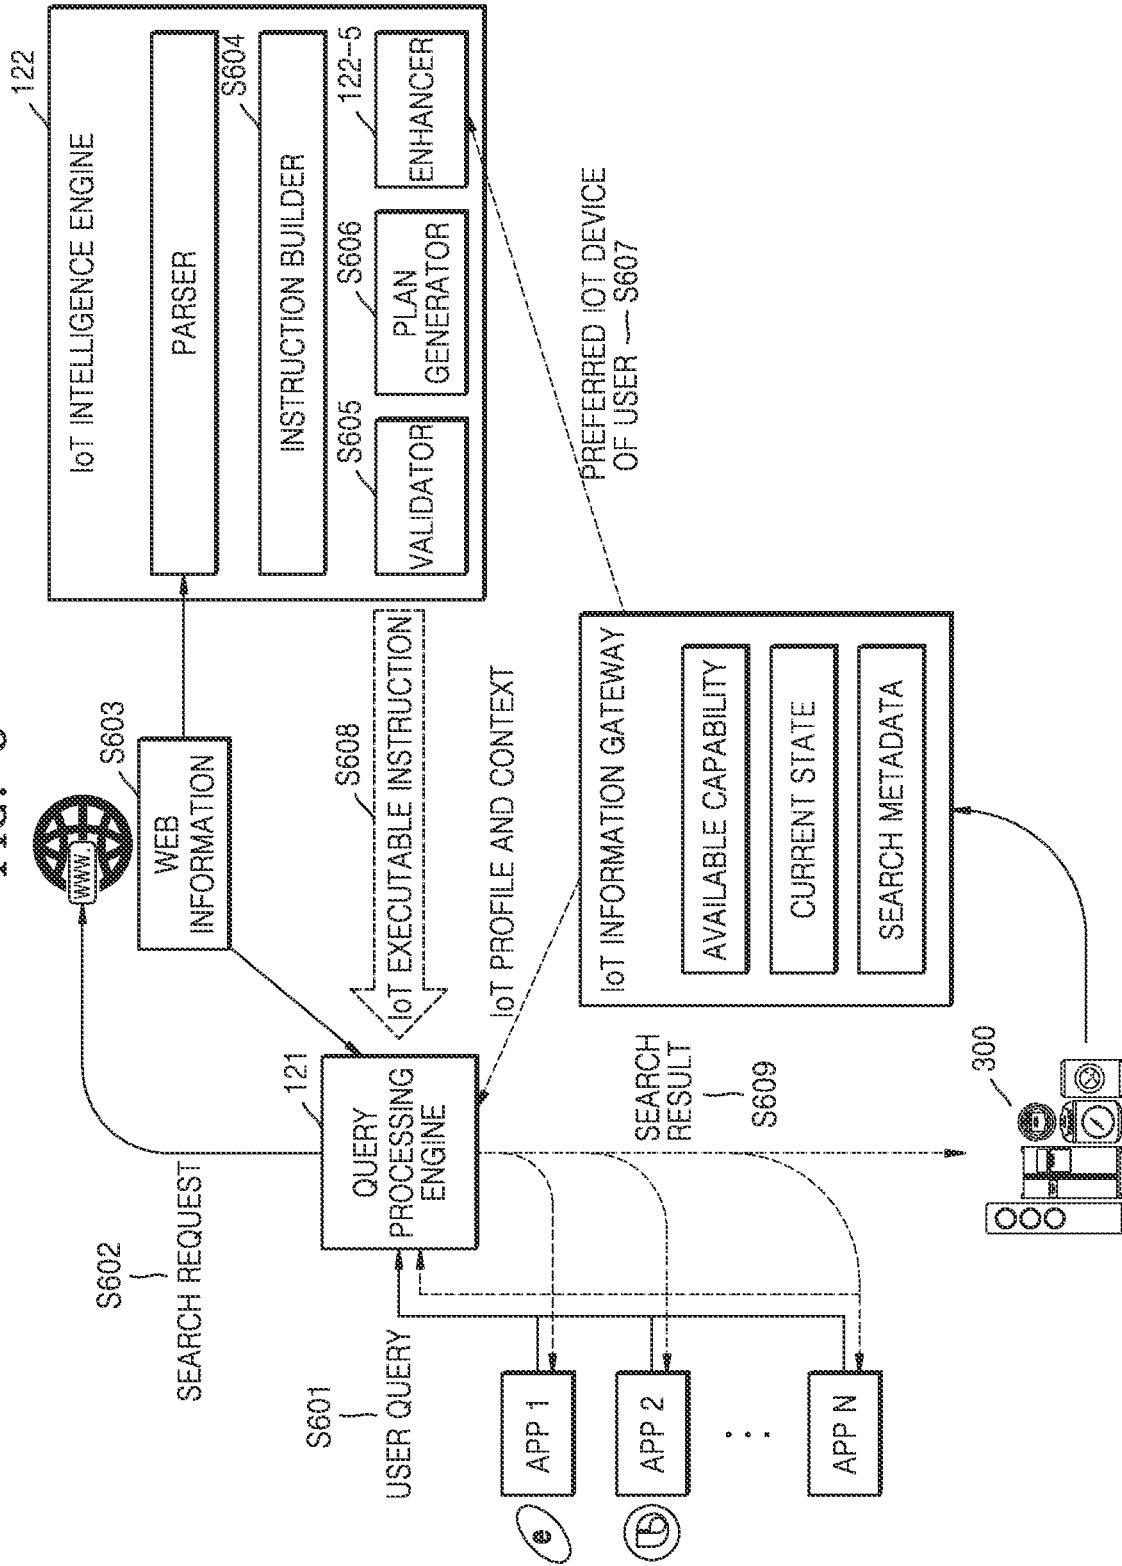 122
IoT INTELLIGENCE ENGINE
PARSER
S604
INSTRUCTION BUILDER
S605
VALIDATOR
S606
PLAN
GENERATOR
122-5
ENHANCER
WWW.
S603
WEB
INFORMATION
S602
SEARCH REQUEST
S608
IoT EXECUTABLE INSTRUCTION
121
QUERY
PROCESSING
ENGINE
IoT PROFILE AND CONTEXT
PREFERRED IOT DEVICE
OF USER S607
S601
USER QUERY
e
APP 1
b
APP 2
...
APP N
SEARCH
RESULT
S609
IoT INFORMATION GATEWAY
AVAILABLE CAPABILITY
CURRENT STATE
SEARCH METADATA
300